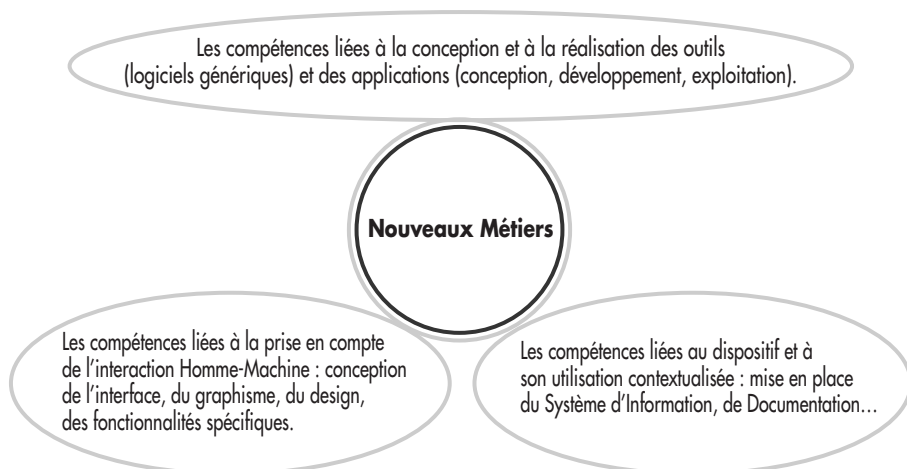 Les compétences liées à la conception et à la réalisation des outils
(logiciels génériques) et des applications (conception, développement, exploitation).
Nouveaux Métiers
Les compétences liées à la prise en compte
de l'interaction Homme-Machine : conception
de l'interface, du graphisme, du design,
des fonctionnalités spécifiques.
Les compétences liées au dispositif et à
son utilisation contextualisée : mise en place
du Système d'Information, de Documentation…